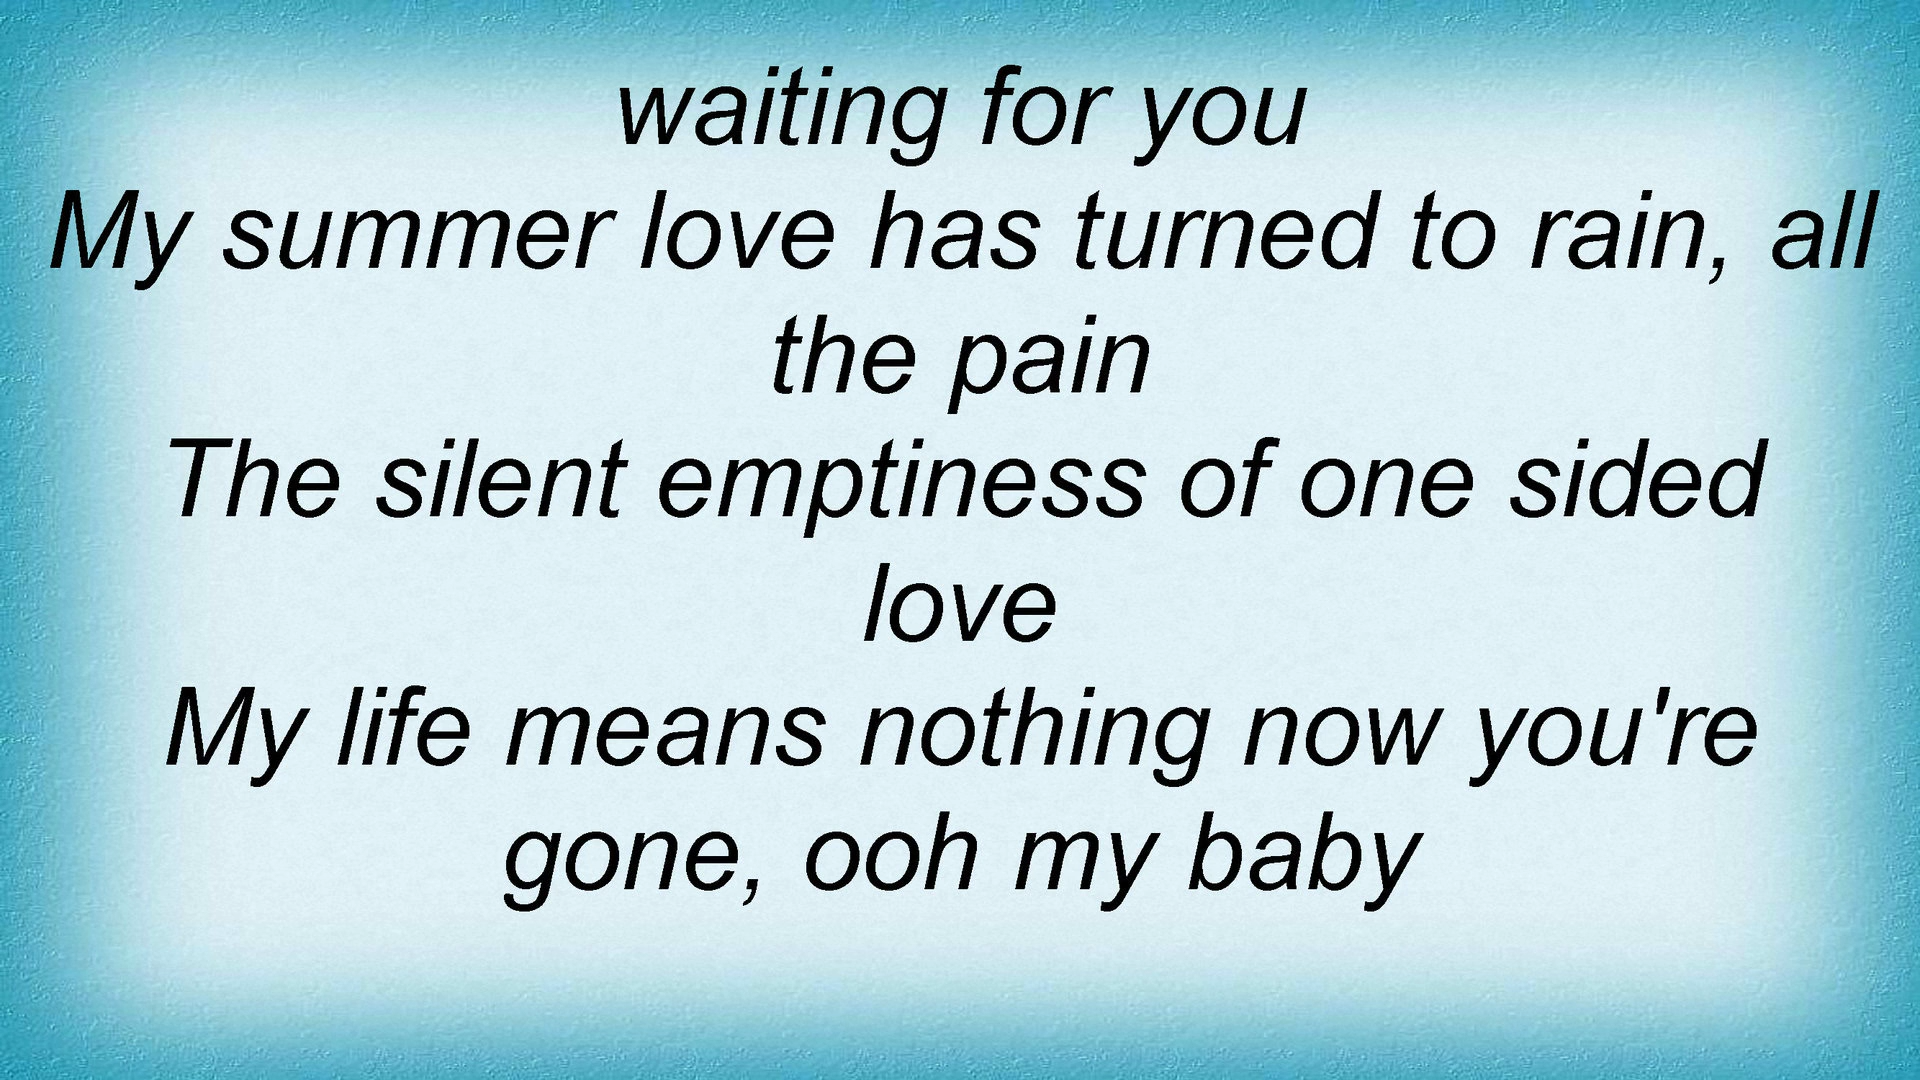 waiting for you
My summer love has turned to rain, all
the pain
The silent emptiness of one sided
love
My life means nothing now you're
gone, ooh my baby